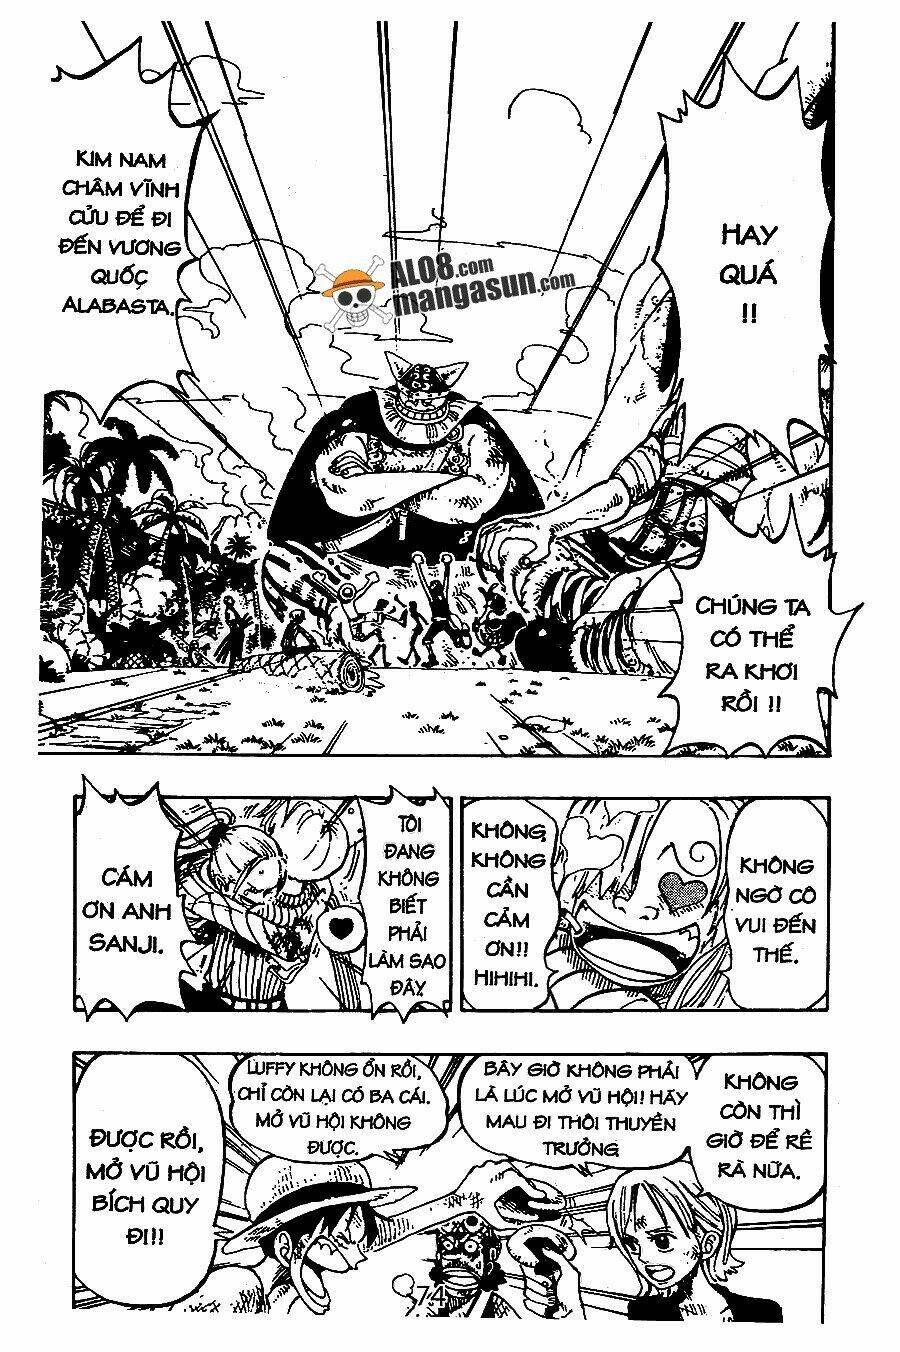 HAY
QUÁ
!!
KIM NAM
CHÂM VĨNH
CỬU ĐỂ ĐI
ĐẾN VƯƠNG
QUỐC
ALABASTA.
AL08.com
mangasun.com
CHÚNG TA
CÓ THỂ
RA KHƠI
RỒI !!
KHÔNG
NGỜ CÔ
VUI ĐẾN
THẾ.
KHÔNG,
KHÔNG
CẦN
CẢM
ƠN!!
HIHIHI.
TÔI
ĐANG
KHÔNG
BIẾT
PHẢI
LÀM SAO
ĐÂY.
CÁM
ƠN ANH
SANJI.
KHÔNG
CÒN THÌ
GIỜ ĐỂ RỀ
RÀ NỮA.
BÂY GIỜ KHÔNG PHẢI
LÀ LÚC MỞ VŨ HỘI! HÃY
MAU ĐI THÔI THUYỀN
TRƯỞNG.
LUFFY KHÔNG ỔN RỒI,
CHỈ CÒN LẠI CÓ BA CÁI.
MỞ VŨ HỘI KHÔNG
ĐƯỢC.
ĐƯỢC RỒI,
MỞ VŨ HỘI
BÍCH QUY
ĐI!!!
74